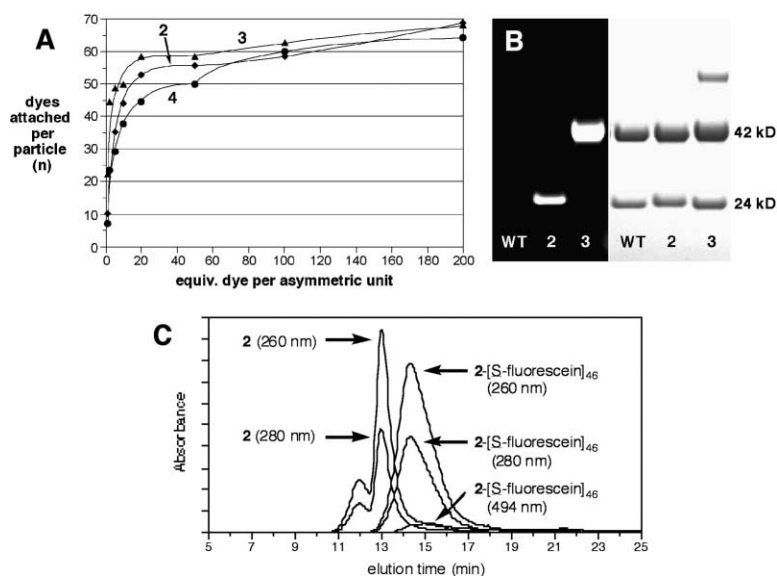 A
70
60
50
40
30
20
10
0
dyes
attached
per
particle
(n)
2
3
4
0 20 40 60 80 100 120 140 160 180 200
equiv. dye per asymmetric unit
B
42 kD
24 kD
WT 2 3 WT 2 3
C
2 (260 nm)
2 (280 nm)
2-[S-fluorescein]46
(260 nm)
2-[S-fluorescein]46
(280 nm)
2-[S-fluorescein]46
(494 nm)
Absorbance
5 7 9 11 13 15 17 19 21 23 25
elution time (min)